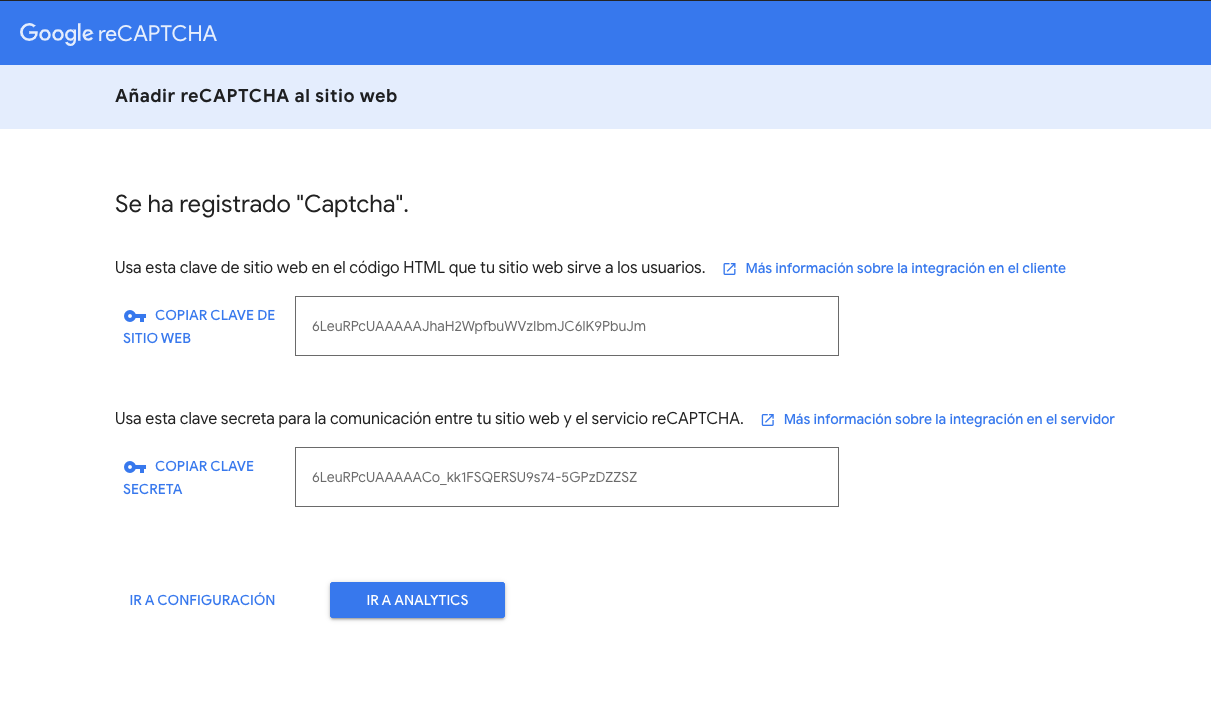 Google reCAPTCHA
Añadir reCAPTCHA al sitio web
Se ha registrado "Captcha".
Usa esta clave de sitio web en el código HTML que tu sitio web sirve a los usuarios. Más información sobre la integración en el cliente
COPIAR CLAVE DE
SITIO WEB
6LeuRPcUAAAAAJhaH2WpfbuWVzlbmJC6lK9PbuJm
Usa esta clave secreta para la comunicación entre tu sitio web y el servicio reCAPTCHA. Más información sobre la integración en el servidor
COPIAR CLAVE
SECRETA
6LeuRPcUAAAAACo_kk1FSQERSU9s74-5GPzDZZSZ
IR A CONFIGURACIÓN
IR A ANALYTICS